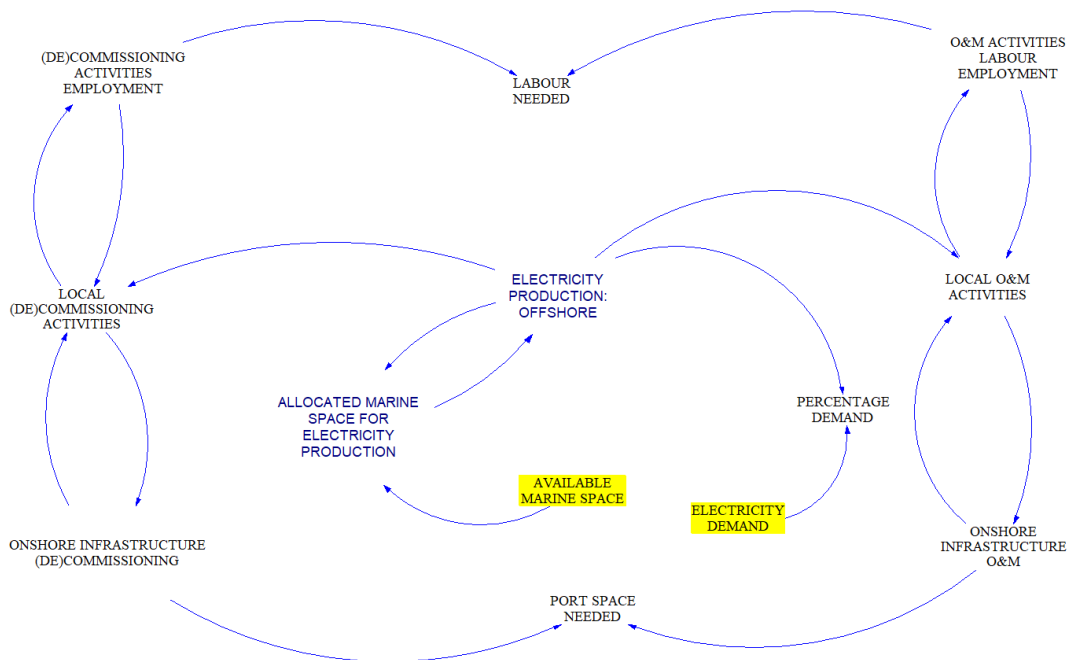 (DE)COMMISSIONING
ACTIVITIES
EMPLOYMENT
LABOUR
NEEDED
O&M ACTIVITIES
LABOUR
EMPLOYMENT
LOCAL
(DE)COMMISSIONING
ACTIVITIES
ELECTRICITY
PRODUCTION:
OFFSHORE
LOCAL O&M
ACTIVITIES
ALLOCATED MARINE
SPACE FOR
ELECTRICITY
PRODUCTION
PERCENTAGE
DEMAND
AVAILABLE
MARINE SPACE
ELECTRICITY
DEMAND
ONSHORE INFRASTRUCTURE
(DE)COMMISSIONING
ONSHORE
INFRASTRUCTURE
O&M
PORT SPACE
NEEDED